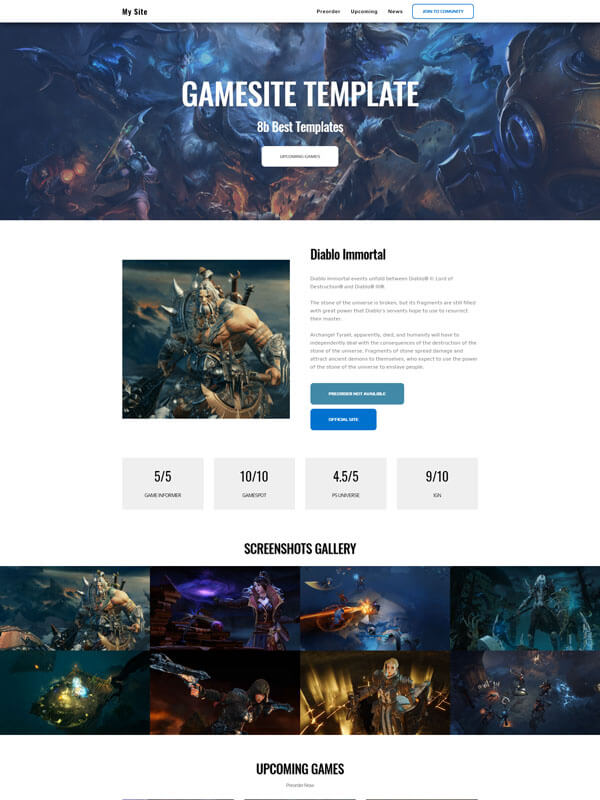 My Site
Preorder Upcoming News JOIN TO COMUNITY
GAMESITE TEMPLATE
8b Best Templates
UPCOMING GAMES
Diablo Immortal
Diablo Immortal events unfold between Diablo® II: Lord of
Destruction® and Diablo® III®.
The stone of the universe is broken, but its fragments are still filled
with great power that Diablo's servants hope to use to resurrect
their master.
Archangel Tyrael, apparently, died, and humanity will have to
independently deal with the consequences of the destruction of the
stone of the universe. Fragments of stone spread damage and
attract ancient demons to themselves, who expect to use the power
of the stone of the universe to enslave people.
PREORDER NOT AVAILIBLE
OFFICIAL SITE
5/5 10/10 4.5/5 9/10
GAME INFORMER GAMESPOT PS UNIVERSE IGN
SCREENSHOTS GALLERY
UPCOMING GAMES
Preorder Now